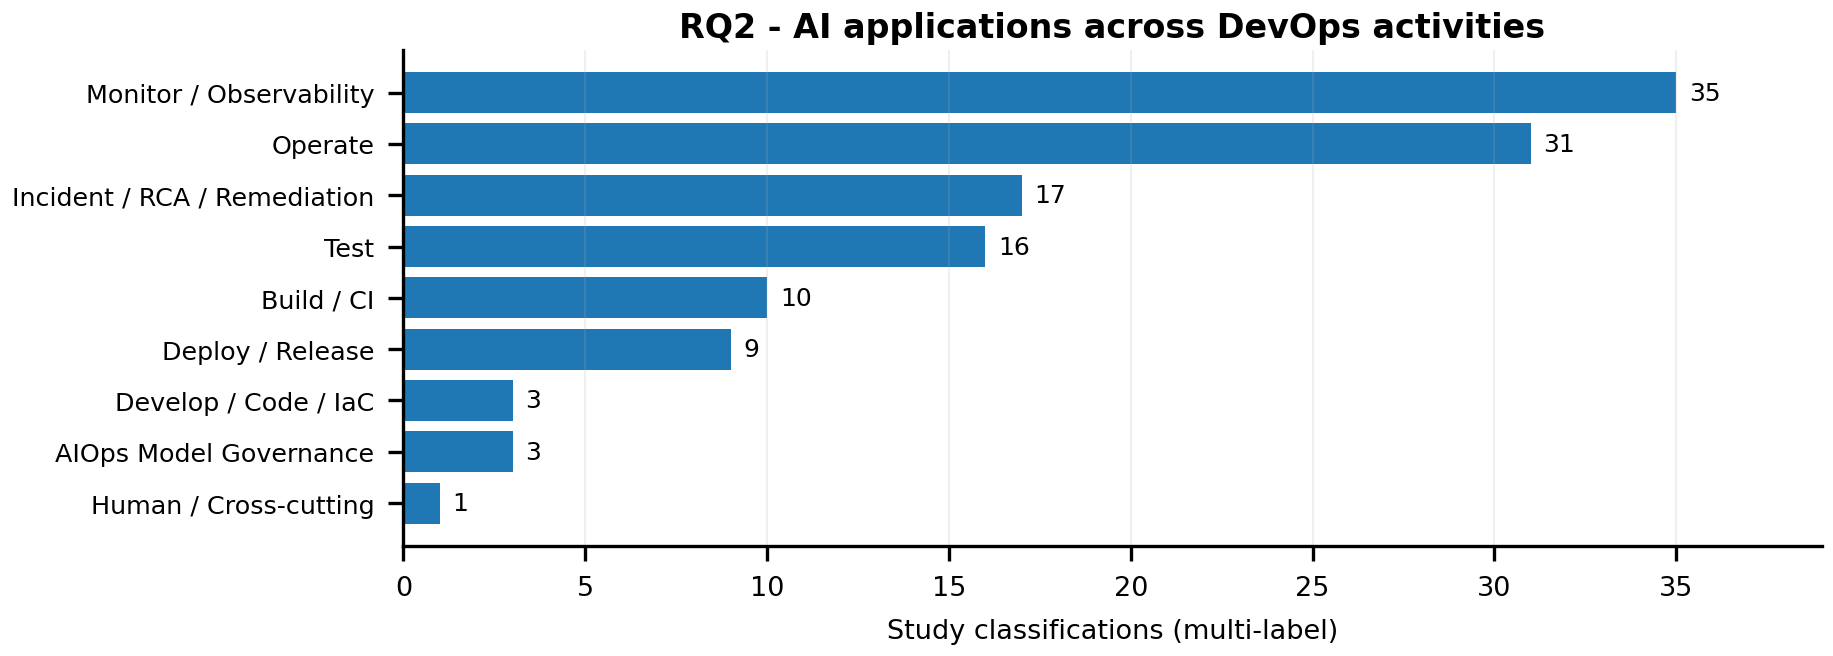 RQ2 - AI applications across DevOps activities
Monitor / Observability 35
Operate 31
Incident / RCA / Remediation 17
Test 16
Build / CI 10
Deploy / Release 9
Develop / Code / IaC 3
AIOps Model Governance 3
Human / Cross-cutting 1
0 5 10 15 20 25 30 35
Study classifications (multi-label)